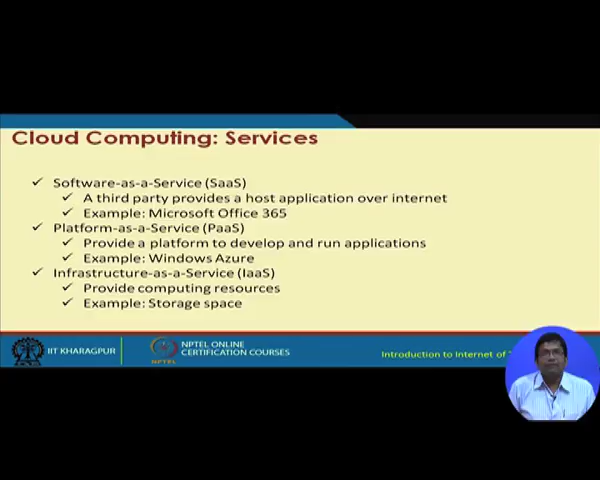 Cloud Computing: Services
✓ Software-as-a-Service (SaaS)
✓ A third party provides a host application over internet
✓ Example: Microsoft Office 365
✓ Platform-as-a-Service (PaaS)
✓ Provide a platform to develop and run applications
✓ Example: Windows Azure
✓ Infrastructure-as-a-Service (IaaS)
✓ Provide computing resources
✓ Example: Storage space
IIT KHARAGPUR
NPTEL
NPTEL ONLINE
CERTIFICATION COURSES
Introduction to Internet of